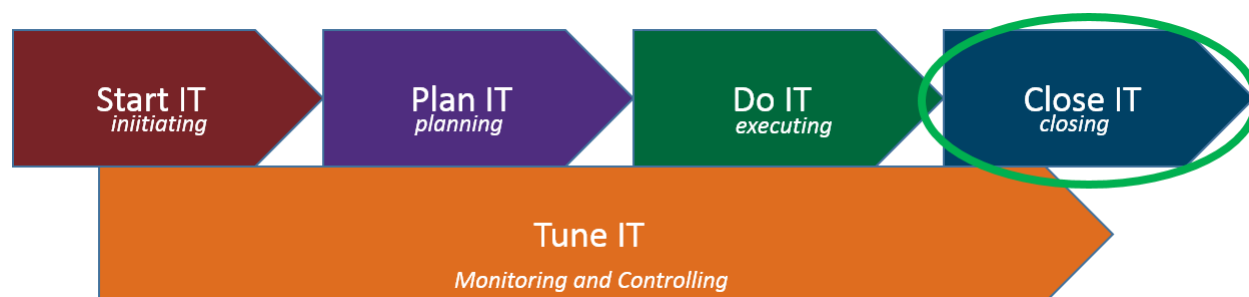 Start IT
iniitiating
Plan IT
planning
Do IT
executing
Close IT
closing
Tune IT
Monitoring and Controlling